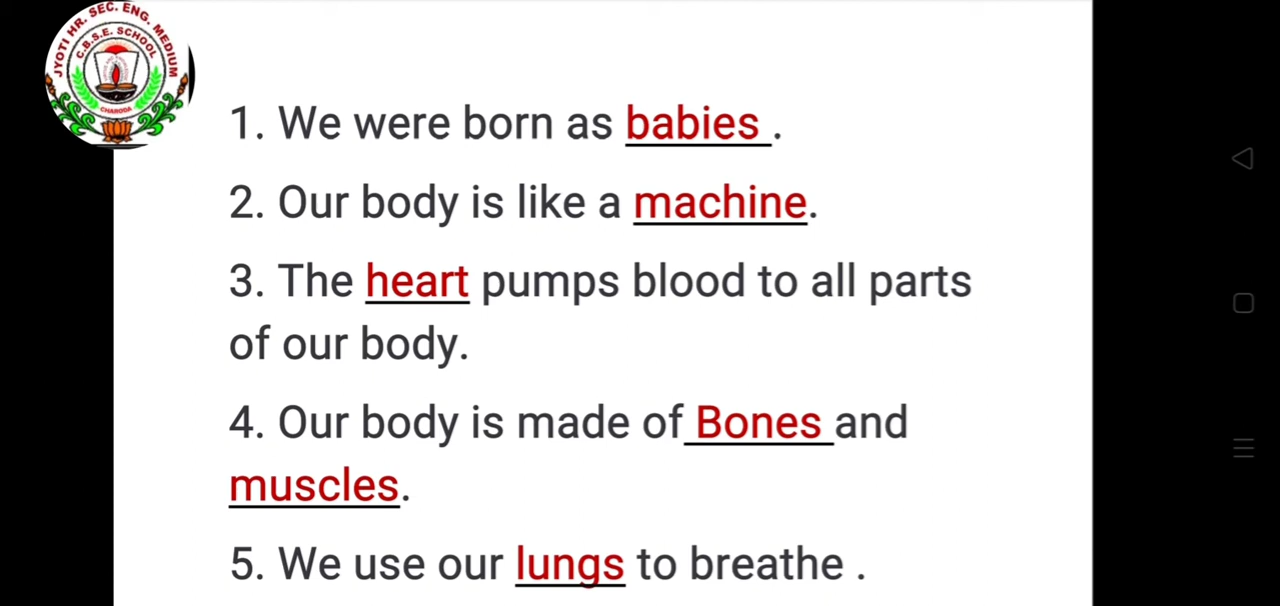 JYOTI HR. SEC. ENG. MEDIUM
C.B.S.E. SCHOOL
CHARODA
1. We were born as babies .
2. Our body is like a machine.
3. The heart pumps blood to all parts
of our body.
4. Our body is made of Bones and
muscles.
5. We use our lungs to breathe .